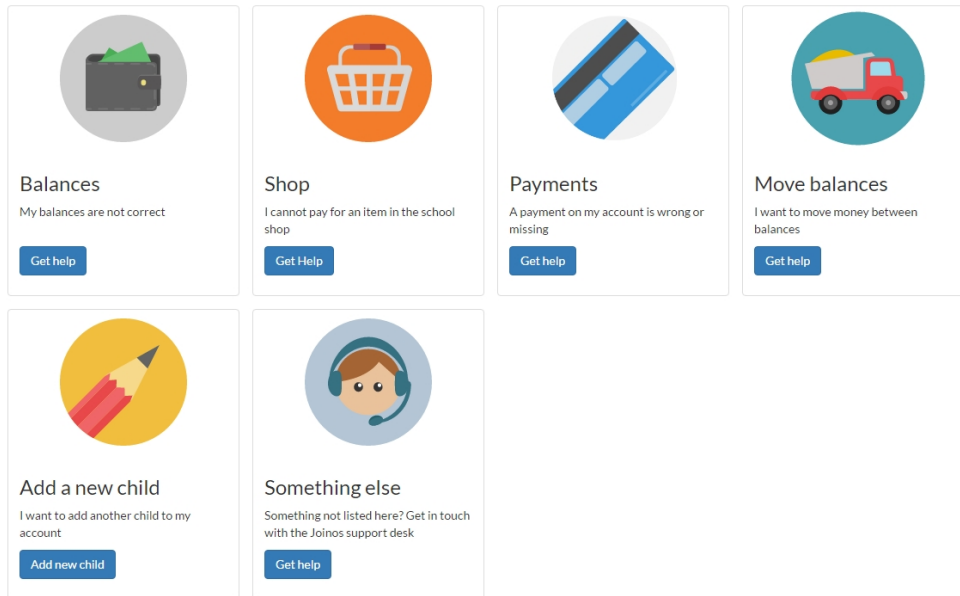 Balances
My balances are not correct
Get help
Shop
I cannot pay for an item in the school
shop
Get Help
Payments
A payment on my account is wrong or
missing
Get help
Move balances
I want to move money between
balances
Get help
Add a new child
I want to add another child to my
account
Add new child
Something else
Something not listed here? Get in touch
with the Joinos support desk
Get help